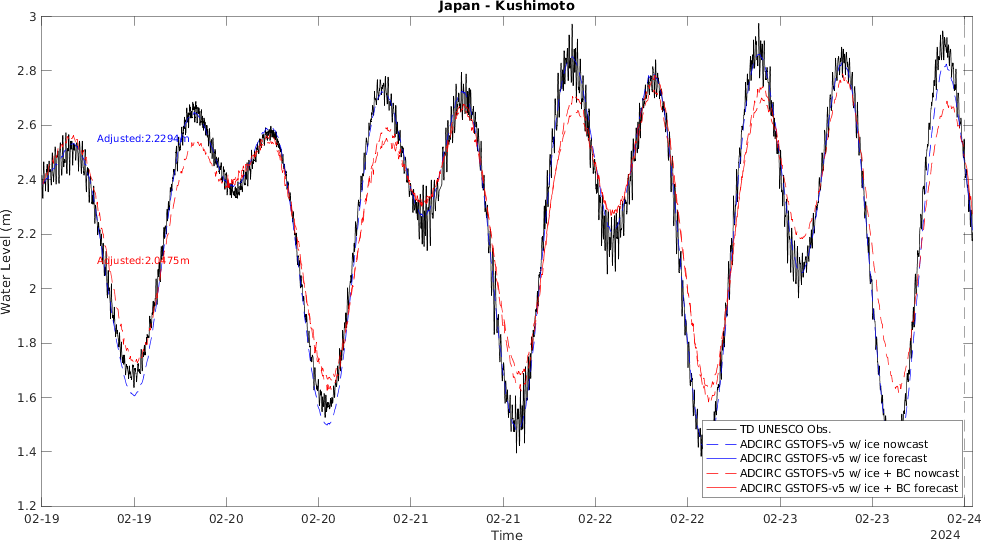 Japan - Kushimoto
3
2.8
2.6
2.4
2.2
2
1.8
1.6
1.4
1.2
Water Level (m)
Adjusted:2.2294m
Adjusted:2.0475m
TD UNESCO Obs.
ADCIRC GSTOFS-v5 w/ ice nowcast
ADCIRC GSTOFS-v5 w/ ice forecast
ADCIRC GSTOFS-v5 w/ ice + BC nowcast
ADCIRC GSTOFS-v5 w/ ice + BC forecast
02-19 02-19 02-20 02-20 02-21 02-21 02-22 02-22 02-23 02-23 02-24
Time
2024